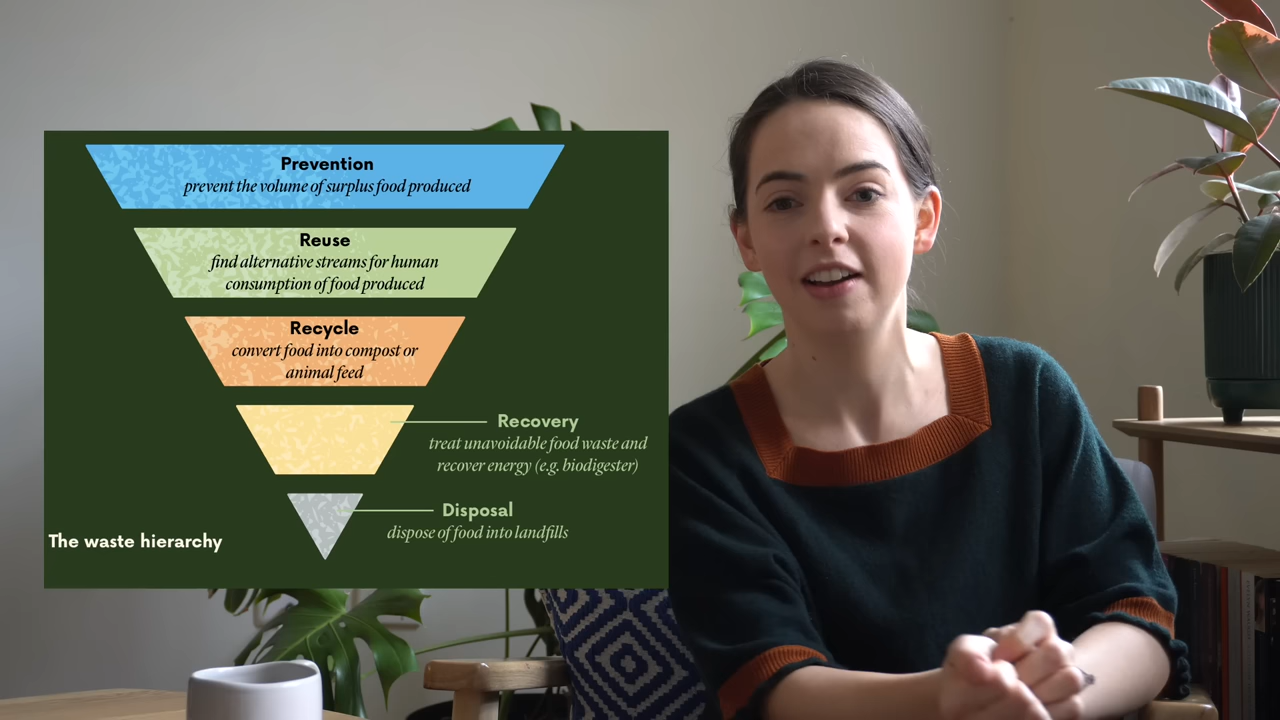 Prevention
prevent the volume of surplus food produced
Reuse
find alternative streams for human
consumption of food produced
Recycle
convert food into compost or
animal feed
Recovery
treat unavoidable food waste and
recover energy (e.g. biodigester)
Disposal
dispose of food into landfills
The waste hierarchy